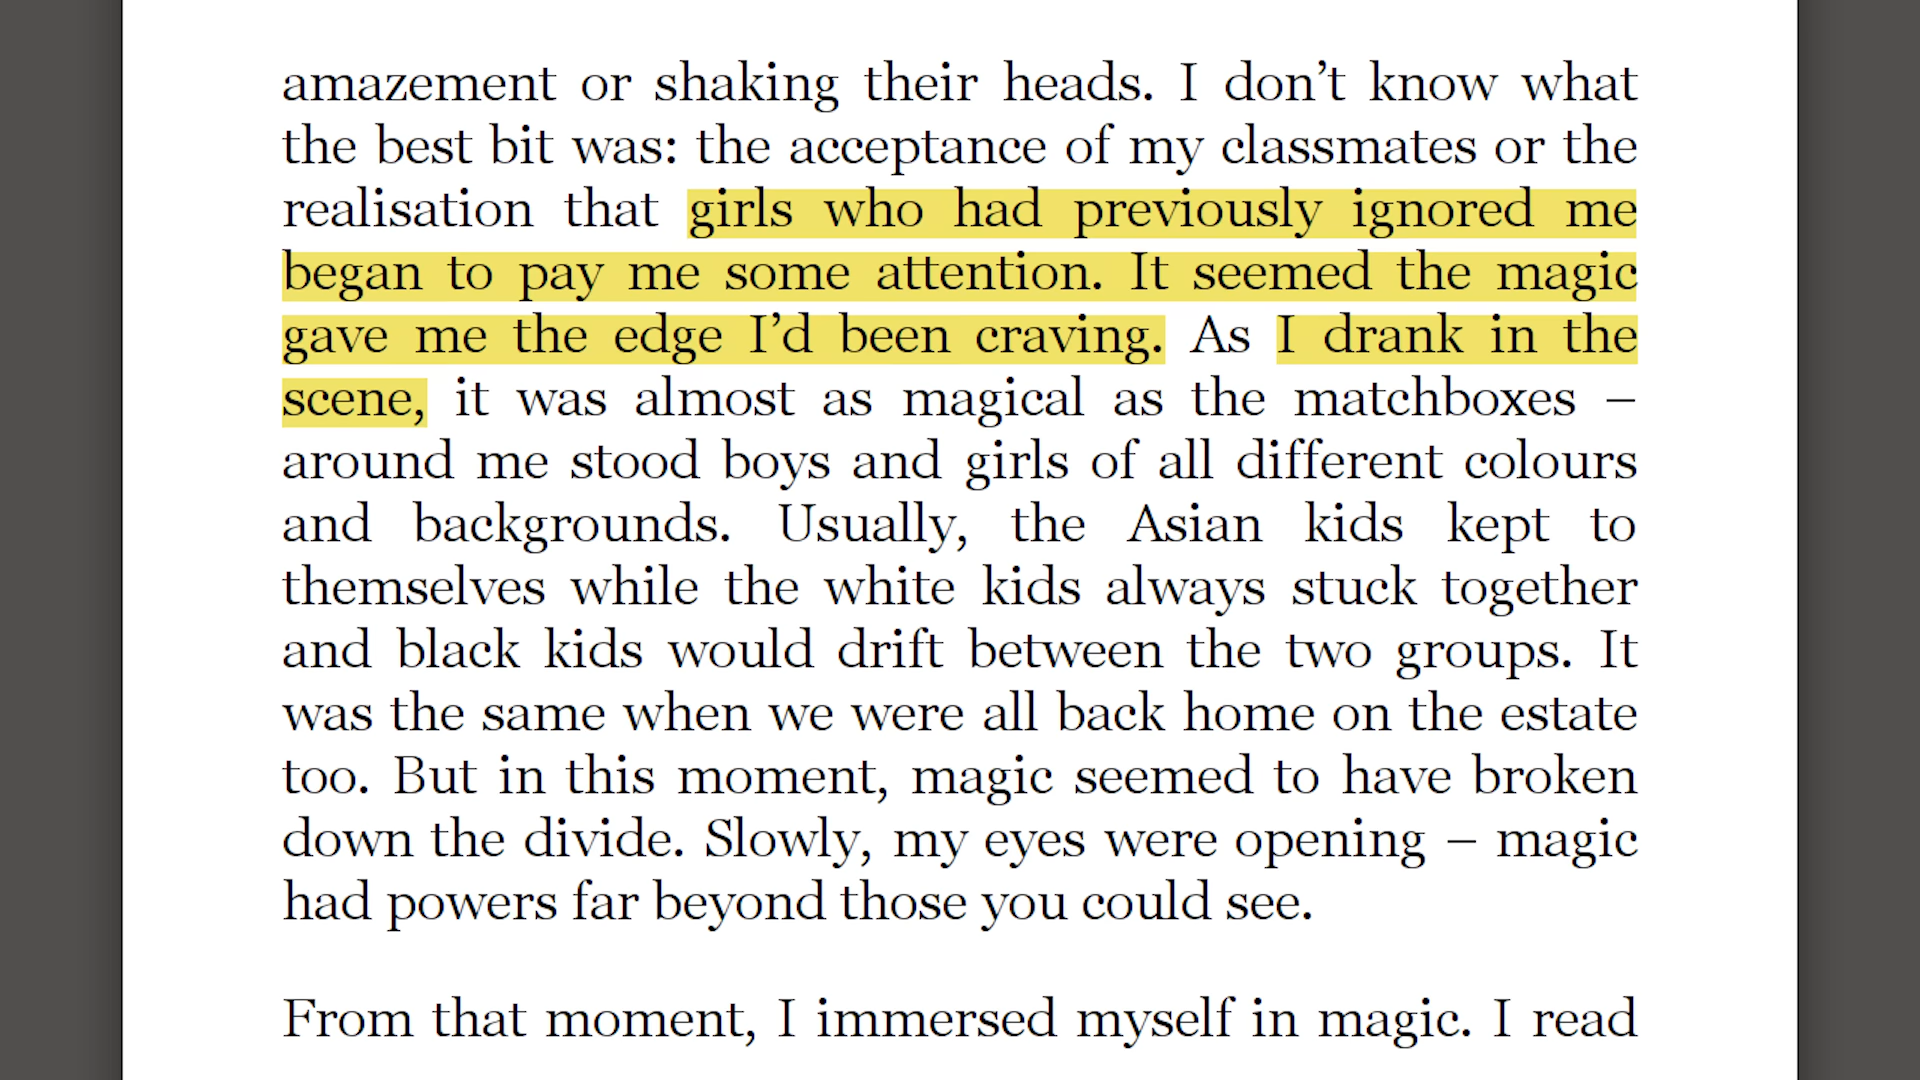 amazement or shaking their heads. I don’t know what
the best bit was: the acceptance of my classmates or the
realisation that girls who had previously ignored me
began to pay me some attention. It seemed the magic
gave me the edge I’d been craving. As I drank in the
scene, it was almost as magical as the matchboxes –
around me stood boys and girls of all different colours
and backgrounds. Usually, the Asian kids kept to
themselves while the white kids always stuck together
and black kids would drift between the two groups. It
was the same when we were all back home on the estate
too. But in this moment, magic seemed to have broken
down the divide. Slowly, my eyes were opening – magic
had powers far beyond those you could see.
From that moment, I immersed myself in magic. I read